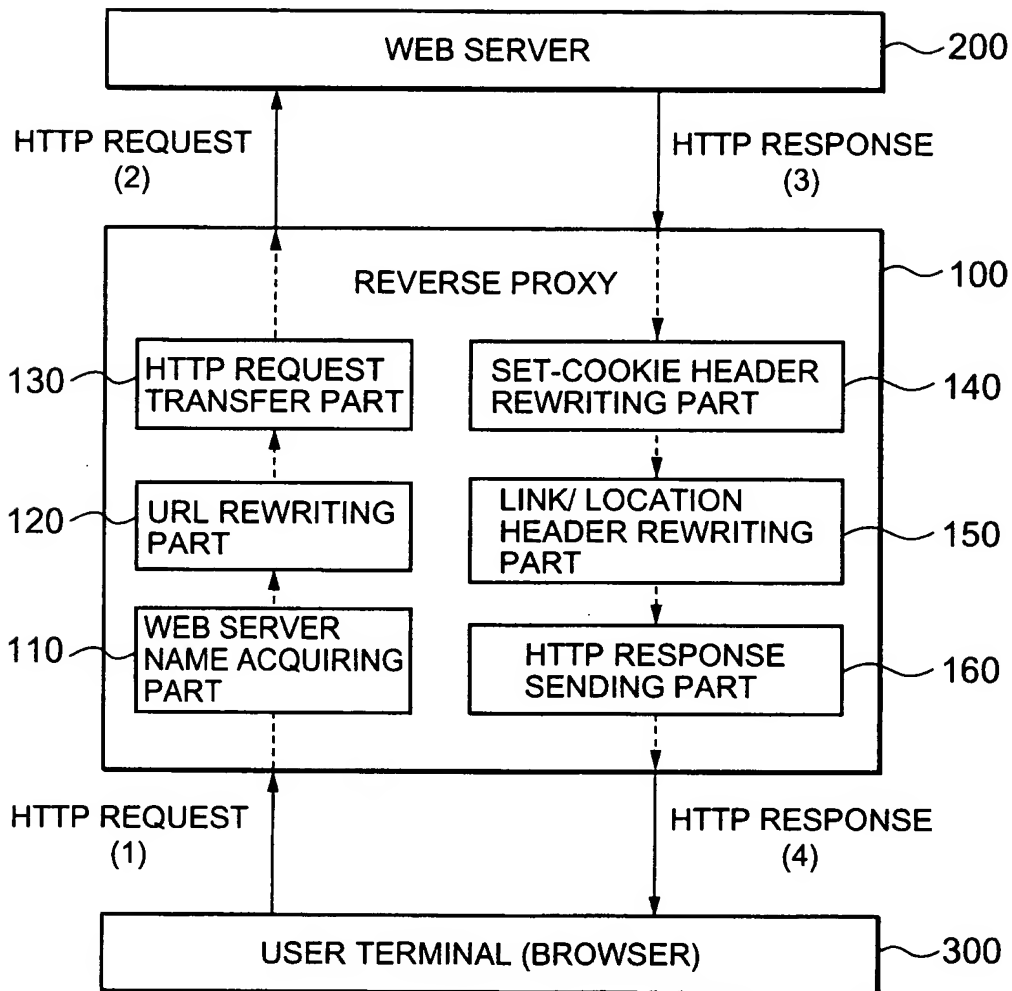 WEB SERVER
200
HTTP REQUEST
(2)
HTTP RESPONSE
(3)
REVERSE PROXY
100
130
HTTP REQUEST
TRANSFER PART
SET-COOKIE HEADER
REWRITING PART
140
120
URL REWRITING
PART
LINK/ LOCATION
HEADER REWRITING
PART
150
110
WEB SERVER
NAME ACQUIRING
PART
HTTP RESPONSE
SENDING PART
160
HTTP REQUEST
(1)
HTTP RESPONSE
(4)
USER TERMINAL (BROWSER)
300